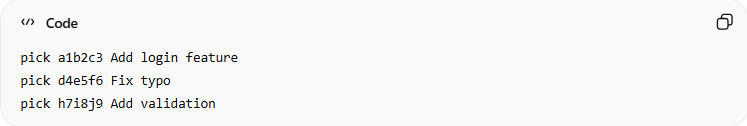 Code
pick a1b2c3 Add login feature
pick d4e5f6 Fix typo
pick h7i8j9 Add validation